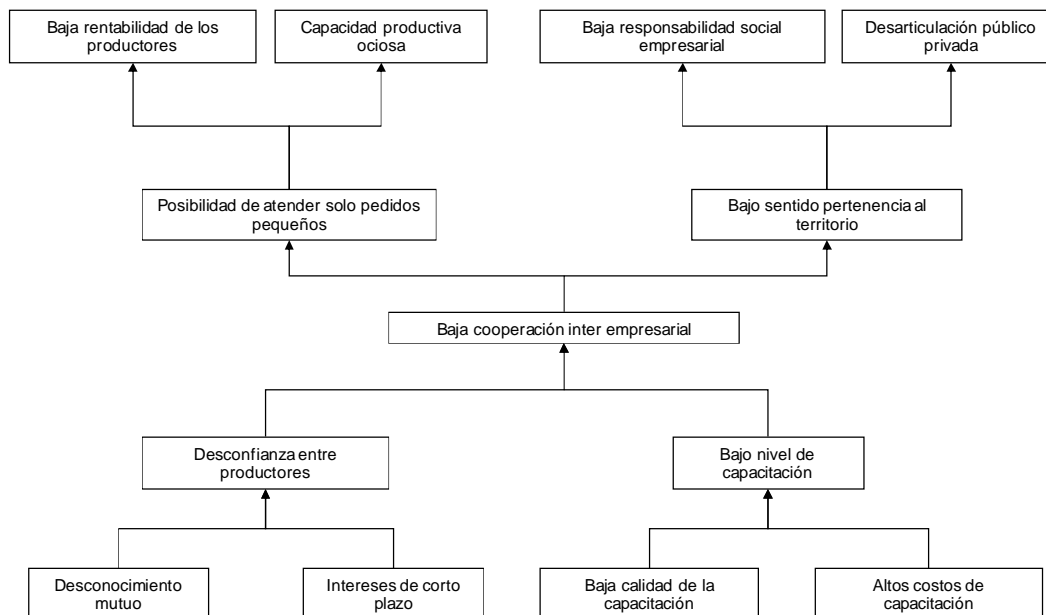 Baja rentabilidad de los
productores
Capacidad productiva
ociosa
Baja responsabilidad social
empresarial
Desarticulación público
privada
Posibilidad de atender solo pedidos
pequeños
Bajo sentido pertenencia al
territorio
Baja cooperación inter empresarial
Desconfianza entre
productores
Bajo nivel de
capacitación
Desconocimiento
mutuo
Intereses de corto
plazo
Baja calidad de la
capacitación
Altos costos de
capacitación